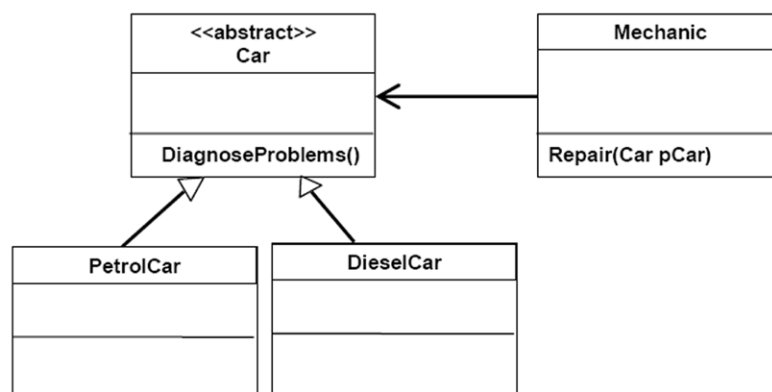 <<abstract>>
Car
DiagnoseProblems()
Mechanic
Repair(Car pCar)
PetrolCar
DieselCar